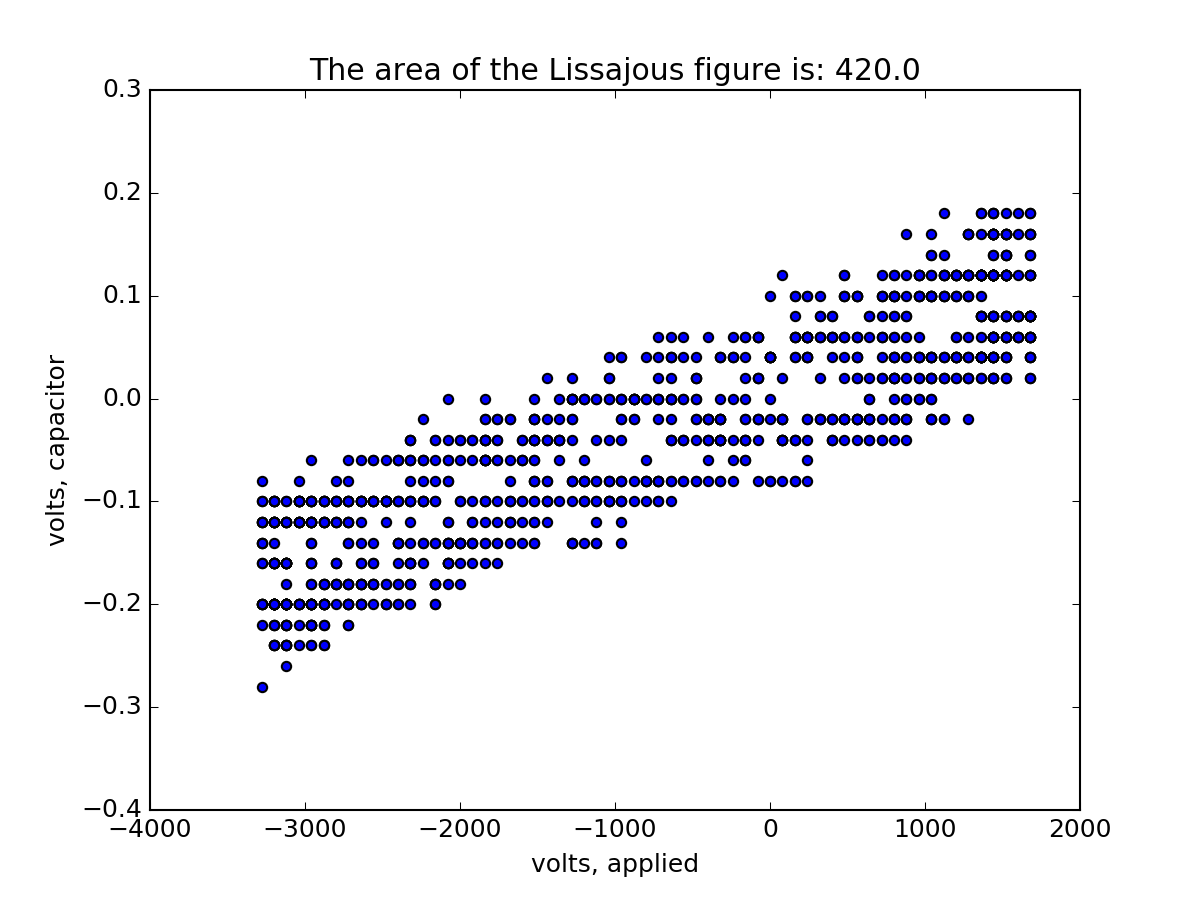 The area of the Lissajous figure is: 420.0
0.3
0.2
0.1
0.0
−0.1
−0.2
−0.3
−0.4
volts, capacitor
−4000 −3000 −2000 −1000 0 1000 2000
volts, applied